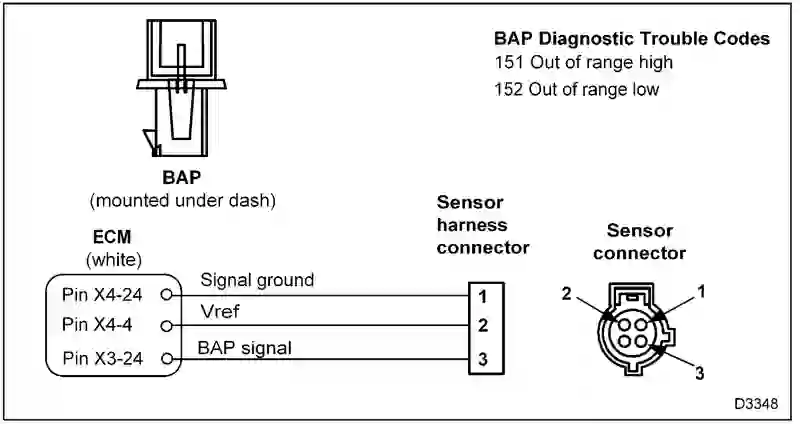 BAP Diagnostic Trouble Codes
151 Out of range high
152 Out of range low
BAP
(mounted under dash)
ECM
(white)
Sensor
harness
connector
Sensor
connector
Pin X4-24
Signal ground
1
Pin X4-4
Vref
2
Pin X3-24
BAP signal
3
2
1
3
D3348